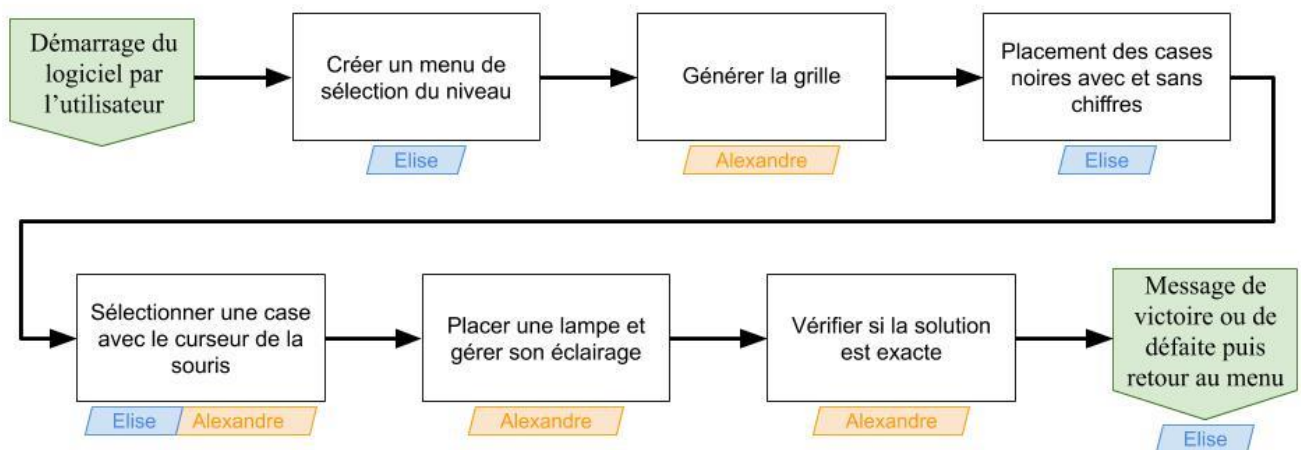 Démarrage du
logiciel par
l'utilisateur
Créer un menu de
sélection du niveau
Elise
Générer la grille
Alexandre
Placement des cases
noires avec et sans
chiffres
Elise
Sélectionner une case
avec le curseur de la
souris
Elise
Alexandre
Placer une lampe et
gérer son éclairage
Alexandre
Vérifier si la solution
est exacte
Alexandre
Message de
victoire ou de
défaite puis
retour au menu
Elise